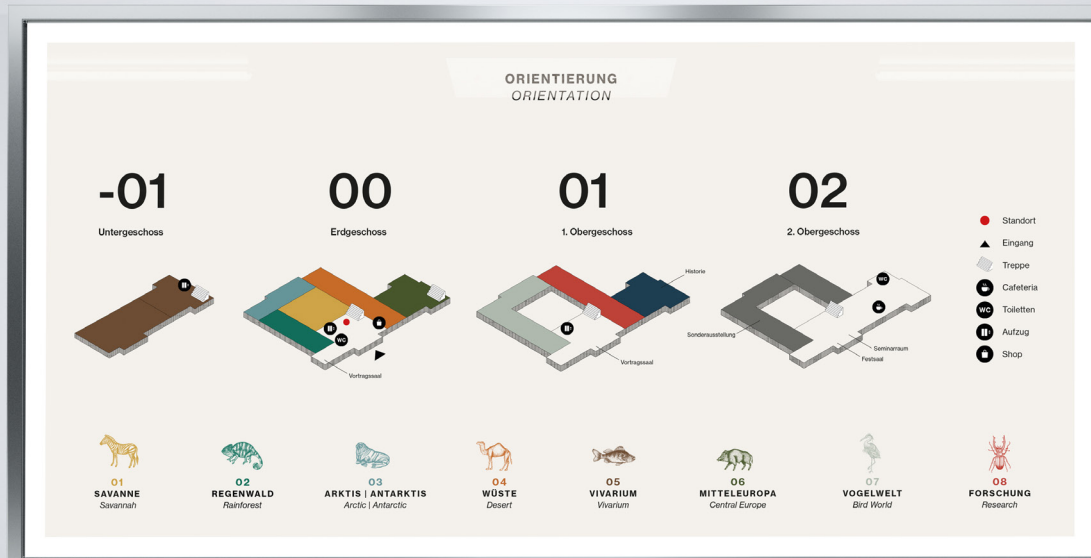 ORIENTIERUNG
ORIENTATION
-01
Untergeschoss
00
Erdgeschoss
Vortragssaal
WC
01
1. Obergeschoss
Historie
Vortragssaal
02
2. Obergeschoss
WC
Sonderausstellung
Seminarraum
Festsaal
Standort
Eingang
Treppe
Cafeteria
WC Toiletten
Aufzug
Shop
01
SAVANNE
Savannah
02
REGENWALD
Rainforest
03
ARKTIS | ANTARKTIS
Arctic | Antarctic
04
WÜSTE
Desert
05
VIVARIUM
Vivarium
06
MITTELEUROPA
Central Europe
07
VOGELWELT
Bird World
08
FORSCHUNG
Research